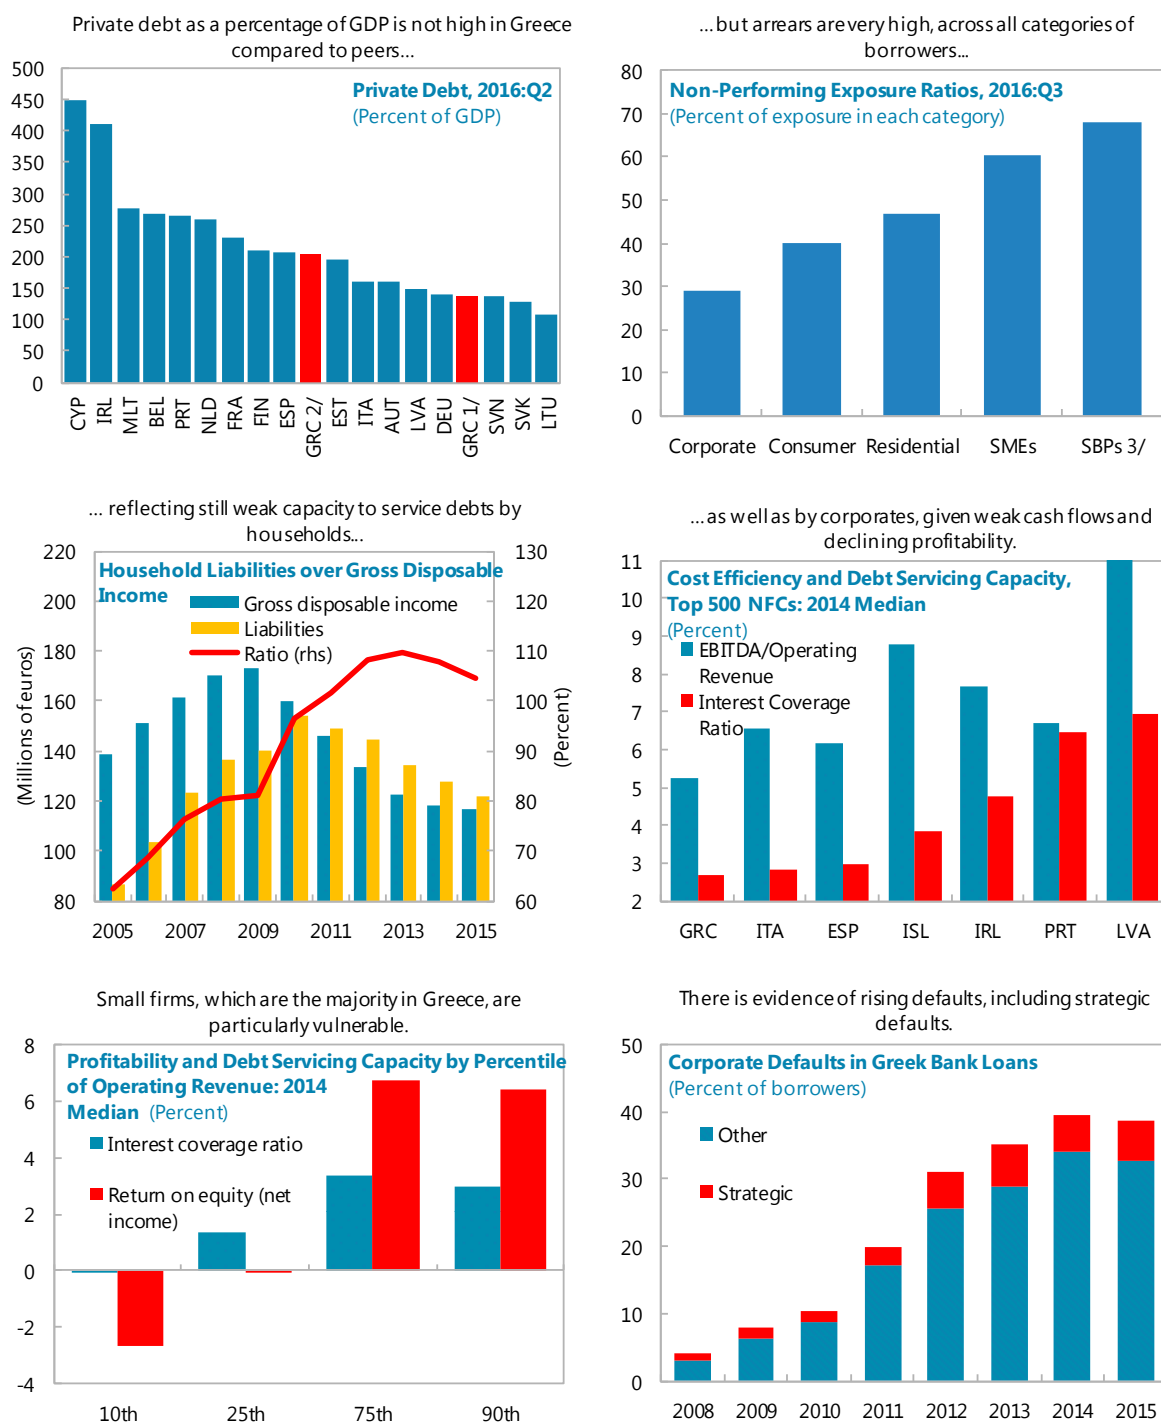 Private debt as a percentage of GDP is not high in Greece
compared to peers...
500
450
400
350
300
250
200
150
100
50
0
Private Debt, 2016:Q2
(Percent of GDP)
CYP
IRL
MLT
BEL
PRT
NLD
FRA
FIN
ESP
GRC 2/
EST
ITA
AUT
LVA
DEU
GRC 1/
SVN
SVK
LTU
...but arrears are very high, across all categories of
borrowers...
80
70
60
50
40
30
20
10
0
Non-Performing Exposure Ratios, 2016:Q3
(Percent of exposure in each category)
Corporate
Consumer
Residential
SMEs
SBPs 3/
... reflecting still weak capacity to service debts by
households...
220
200
180
160
140
120
100
80
(Millions of euros)
Household Liabilities over Gross Disposable
Income
Gross disposable income
Liabilities
Ratio (rhs)
130
120
110
100
90
80
70
60
(Percent)
2005
2007
2009
2011
2013
2015
...as well as by corporates, given weak cash flows and
declining profitability.
11
10
9
8
7
6
5
4
3
2
Cost Efficiency and Debt Servicing Capacity,
Top 500 NFCs: 2014 Median
(Percent)
EBITDA/Operating
Revenue
Interest Coverage
Ratio
GRC
ITA
ESP
ISL
IRL
PRT
LVA
Small firms, which are the majority in Greece, are
particularly vulnerable.
8
6
4
2
0
-2
-4
Profitability and Debt Servicing Capacity by Percentile
of Operating Revenue: 2014
Median (Percent)
Interest coverage ratio
Return on equity (net
income)
10th
25th
75th
90th
There is evidence of rising defaults, including strategic
defaults.
50
40
30
20
10
0
Corporate Defaults in Greek Bank Loans
(Percent of borrowers)
Other
Strategic
2008
2009
2010
2011
2012
2013
2014
2015